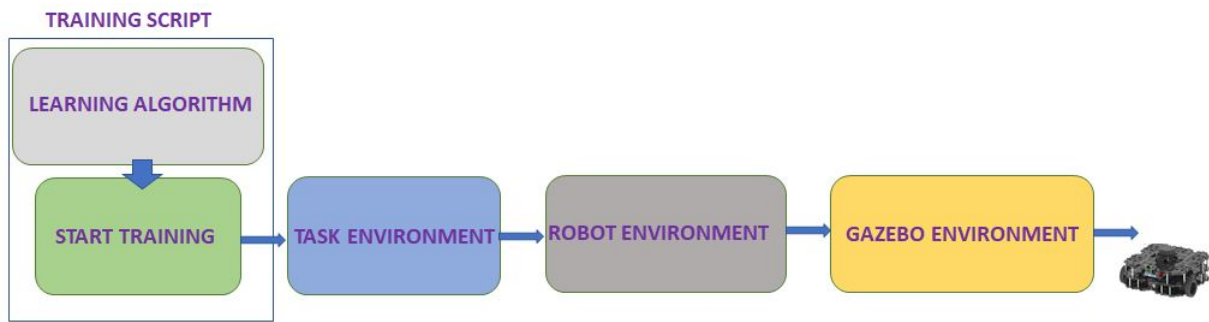 TRAINING SCRIPT
LEARNING ALGORITHM
START TRAINING
TASK ENVIRONMENT
ROBOT ENVIRONMENT
GAZEBO ENVIRONMENT